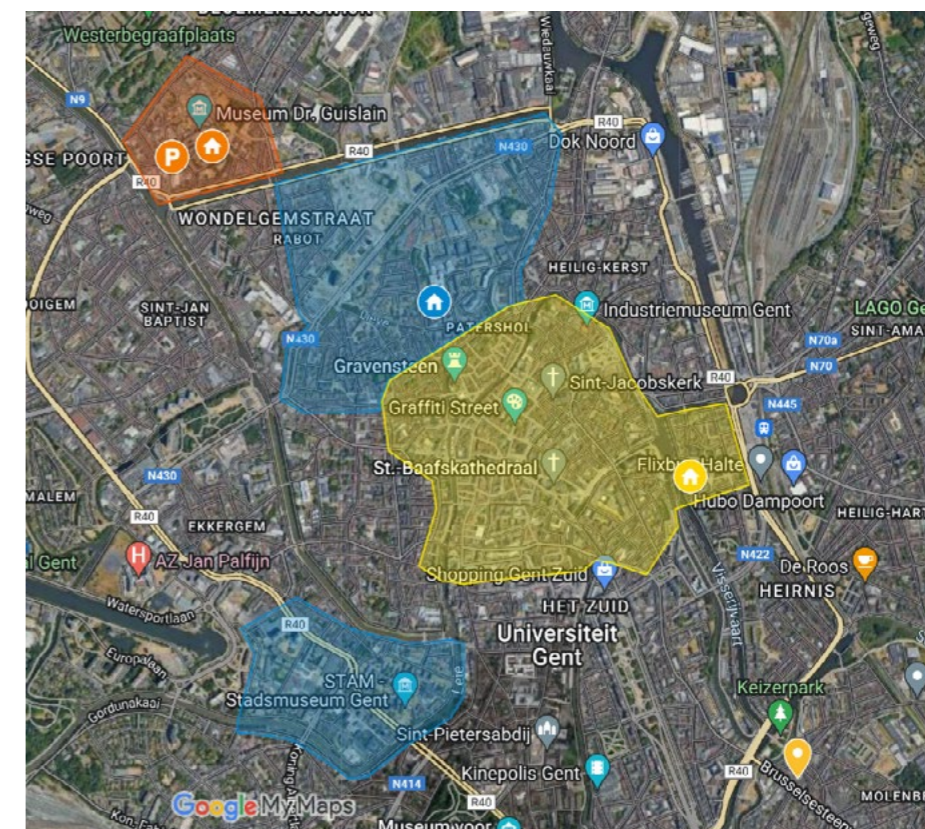 Westerbegraafplaats
N9
Museum Dr. Guislain
P
R40
R40
N430
Dok Noord
R40
SSE POORT
R40
WONDELGEMSTRAAT
RABOT
HEILIG-KERST
OIGEM
SINT-JAN
BAPTIST
Industriemuseum Gent
LAGO Ge
SINT-AMA
PATERSHOL
N430
N70a
Gravensteen
N70
Sint-Jacobskerk
R40
Graffiti Street
N445
St.-Baafskathedraal
Flixbus Halte
N430
MALEM
Hubo Dampoort
HEILIG-HART
R40
EKKERGEM
l Gent
H
AZ Jan Palfijn
N422
De Roos
Shopping Gent Zuid
HEIRNIS
Watersportlaan
HET ZUID
Visserijvaart
R40
Universiteit
Gent
Europalaan
STAM -
Stadsmuseum Gent
Keizerpark
Gordunakaai
Sint-Pietersabdij
Kinepolis Gent
R40
N414
Brusselsesteen
MOLENB
Google My Maps
R40
Museum voor